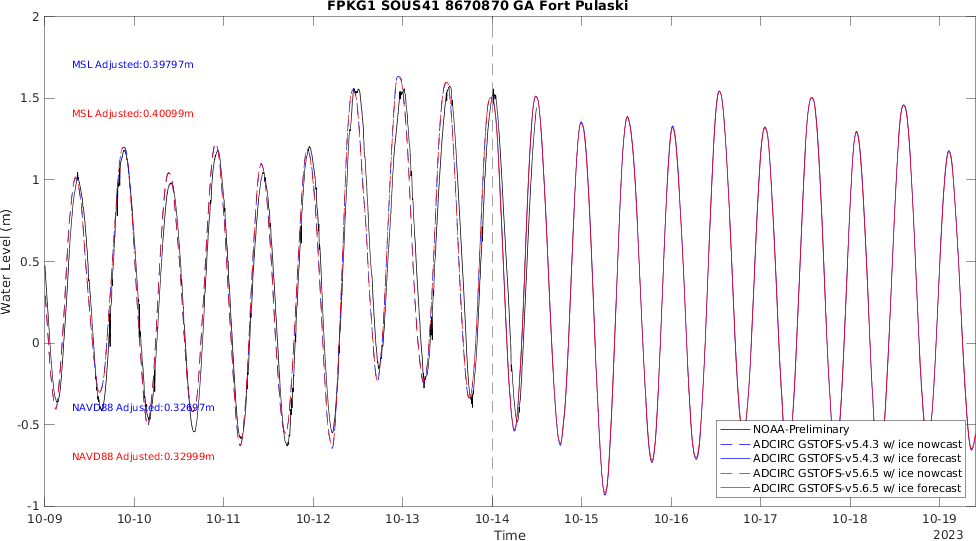 FPKG1 SOUS41 8670870 GA Fort Pulaski
2
1.5
1
0.5
0
-0.5
-1
Water Level (m)
MSL Adjusted:0.39797m
MSL Adjusted:0.40099m
NAVD88 Adjusted:0.32697m
NAVD88 Adjusted:0.32999m
NOAA-Preliminary
ADCIRC GSTOFS-v5.4.3 w/ ice nowcast
ADCIRC GSTOFS-v5.4.3 w/ ice forecast
ADCIRC GSTOFS-v5.6.5 w/ ice nowcast
ADCIRC GSTOFS-v5.6.5 w/ ice forecast
10-09 10-10 10-11 10-12 10-13 10-14 10-15 10-16 10-17 10-18 10-19
Time
2023